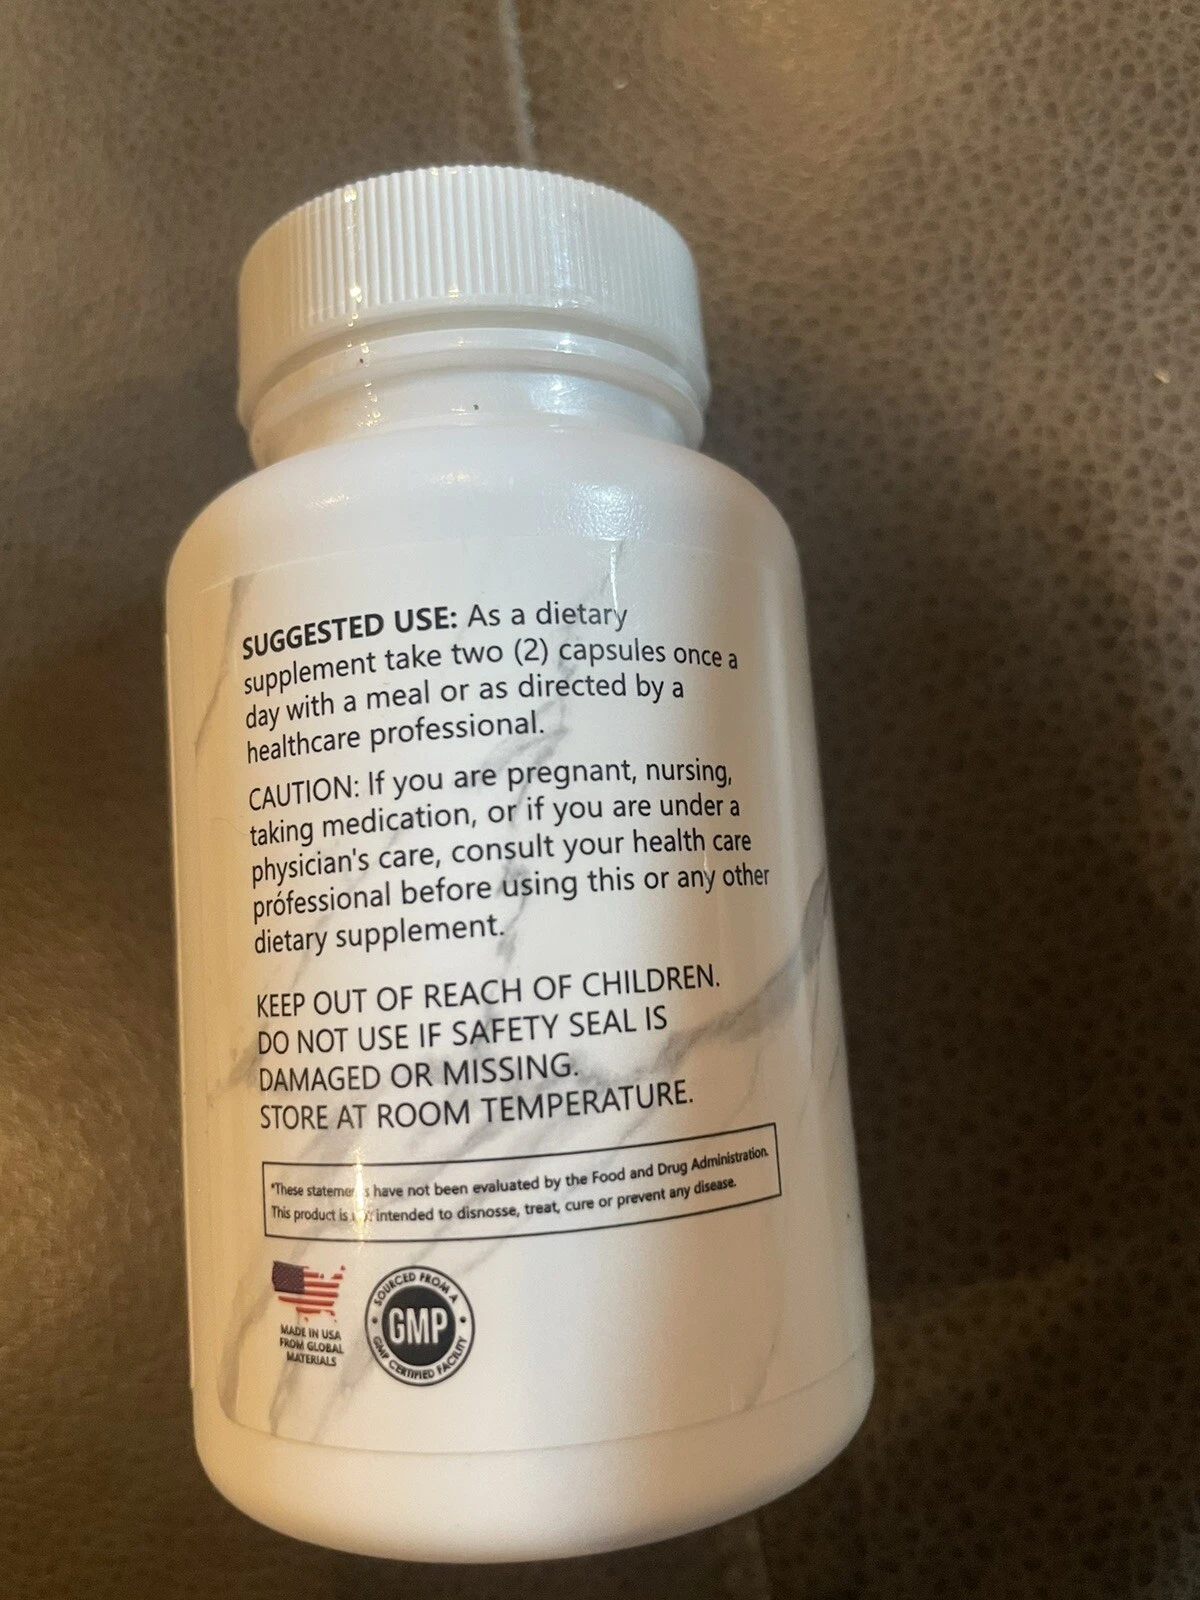 SUGGESTED USE: As a dietary
supplement take two (2) capsules once a
day with a meal or as directed by a
healthcare professional.
CAUTION: If you are pregnant, nursing,
taking medication, or if you are under a
physician's care, consult your health care
prófessional before using this or any other
dietary supplement.
KEEP OUT OF REACH OF CHILDREN.
DO NOT USE IF SAFETY SEAL IS
DAMAGED OR MISSING.
STORE AT ROOM TEMPERATURE.
*These statements have not been evaluated by the Food and Drug Administration.
This product is not intended to disnosse, treat, cure or prevent any disease.
MADE IN USA
FROM GLOBAL
MATERIALS
SOURCED FROM A
GMP
GMP CERTIFIED FACILITY